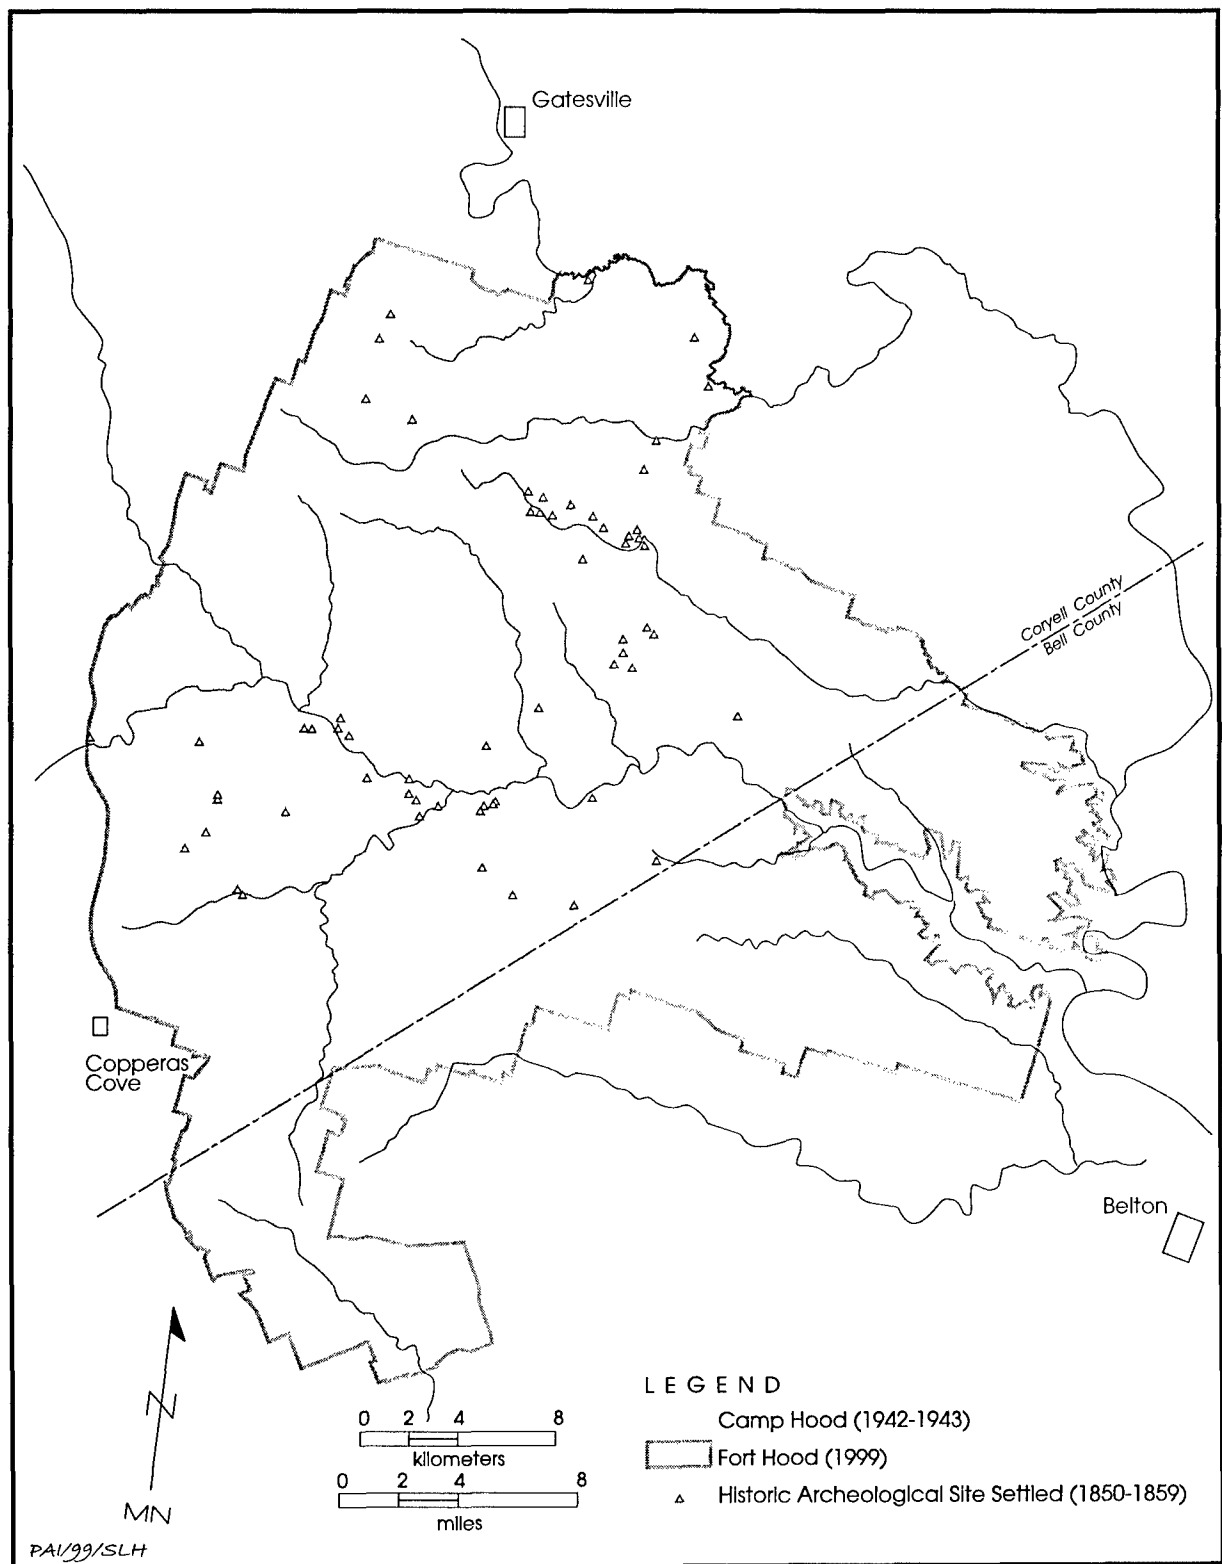 Gatesville
Coryell County
Bell County
Copperas
Cove
Belton
N
MN
LEGEND
Camp Hood (1942-1943)
Fort Hood (1999)
Historic Archeological Site Settled (1850-1859)
0 2 4 8
kilometers
0 2 4 8
miles
PAI/99/SLH